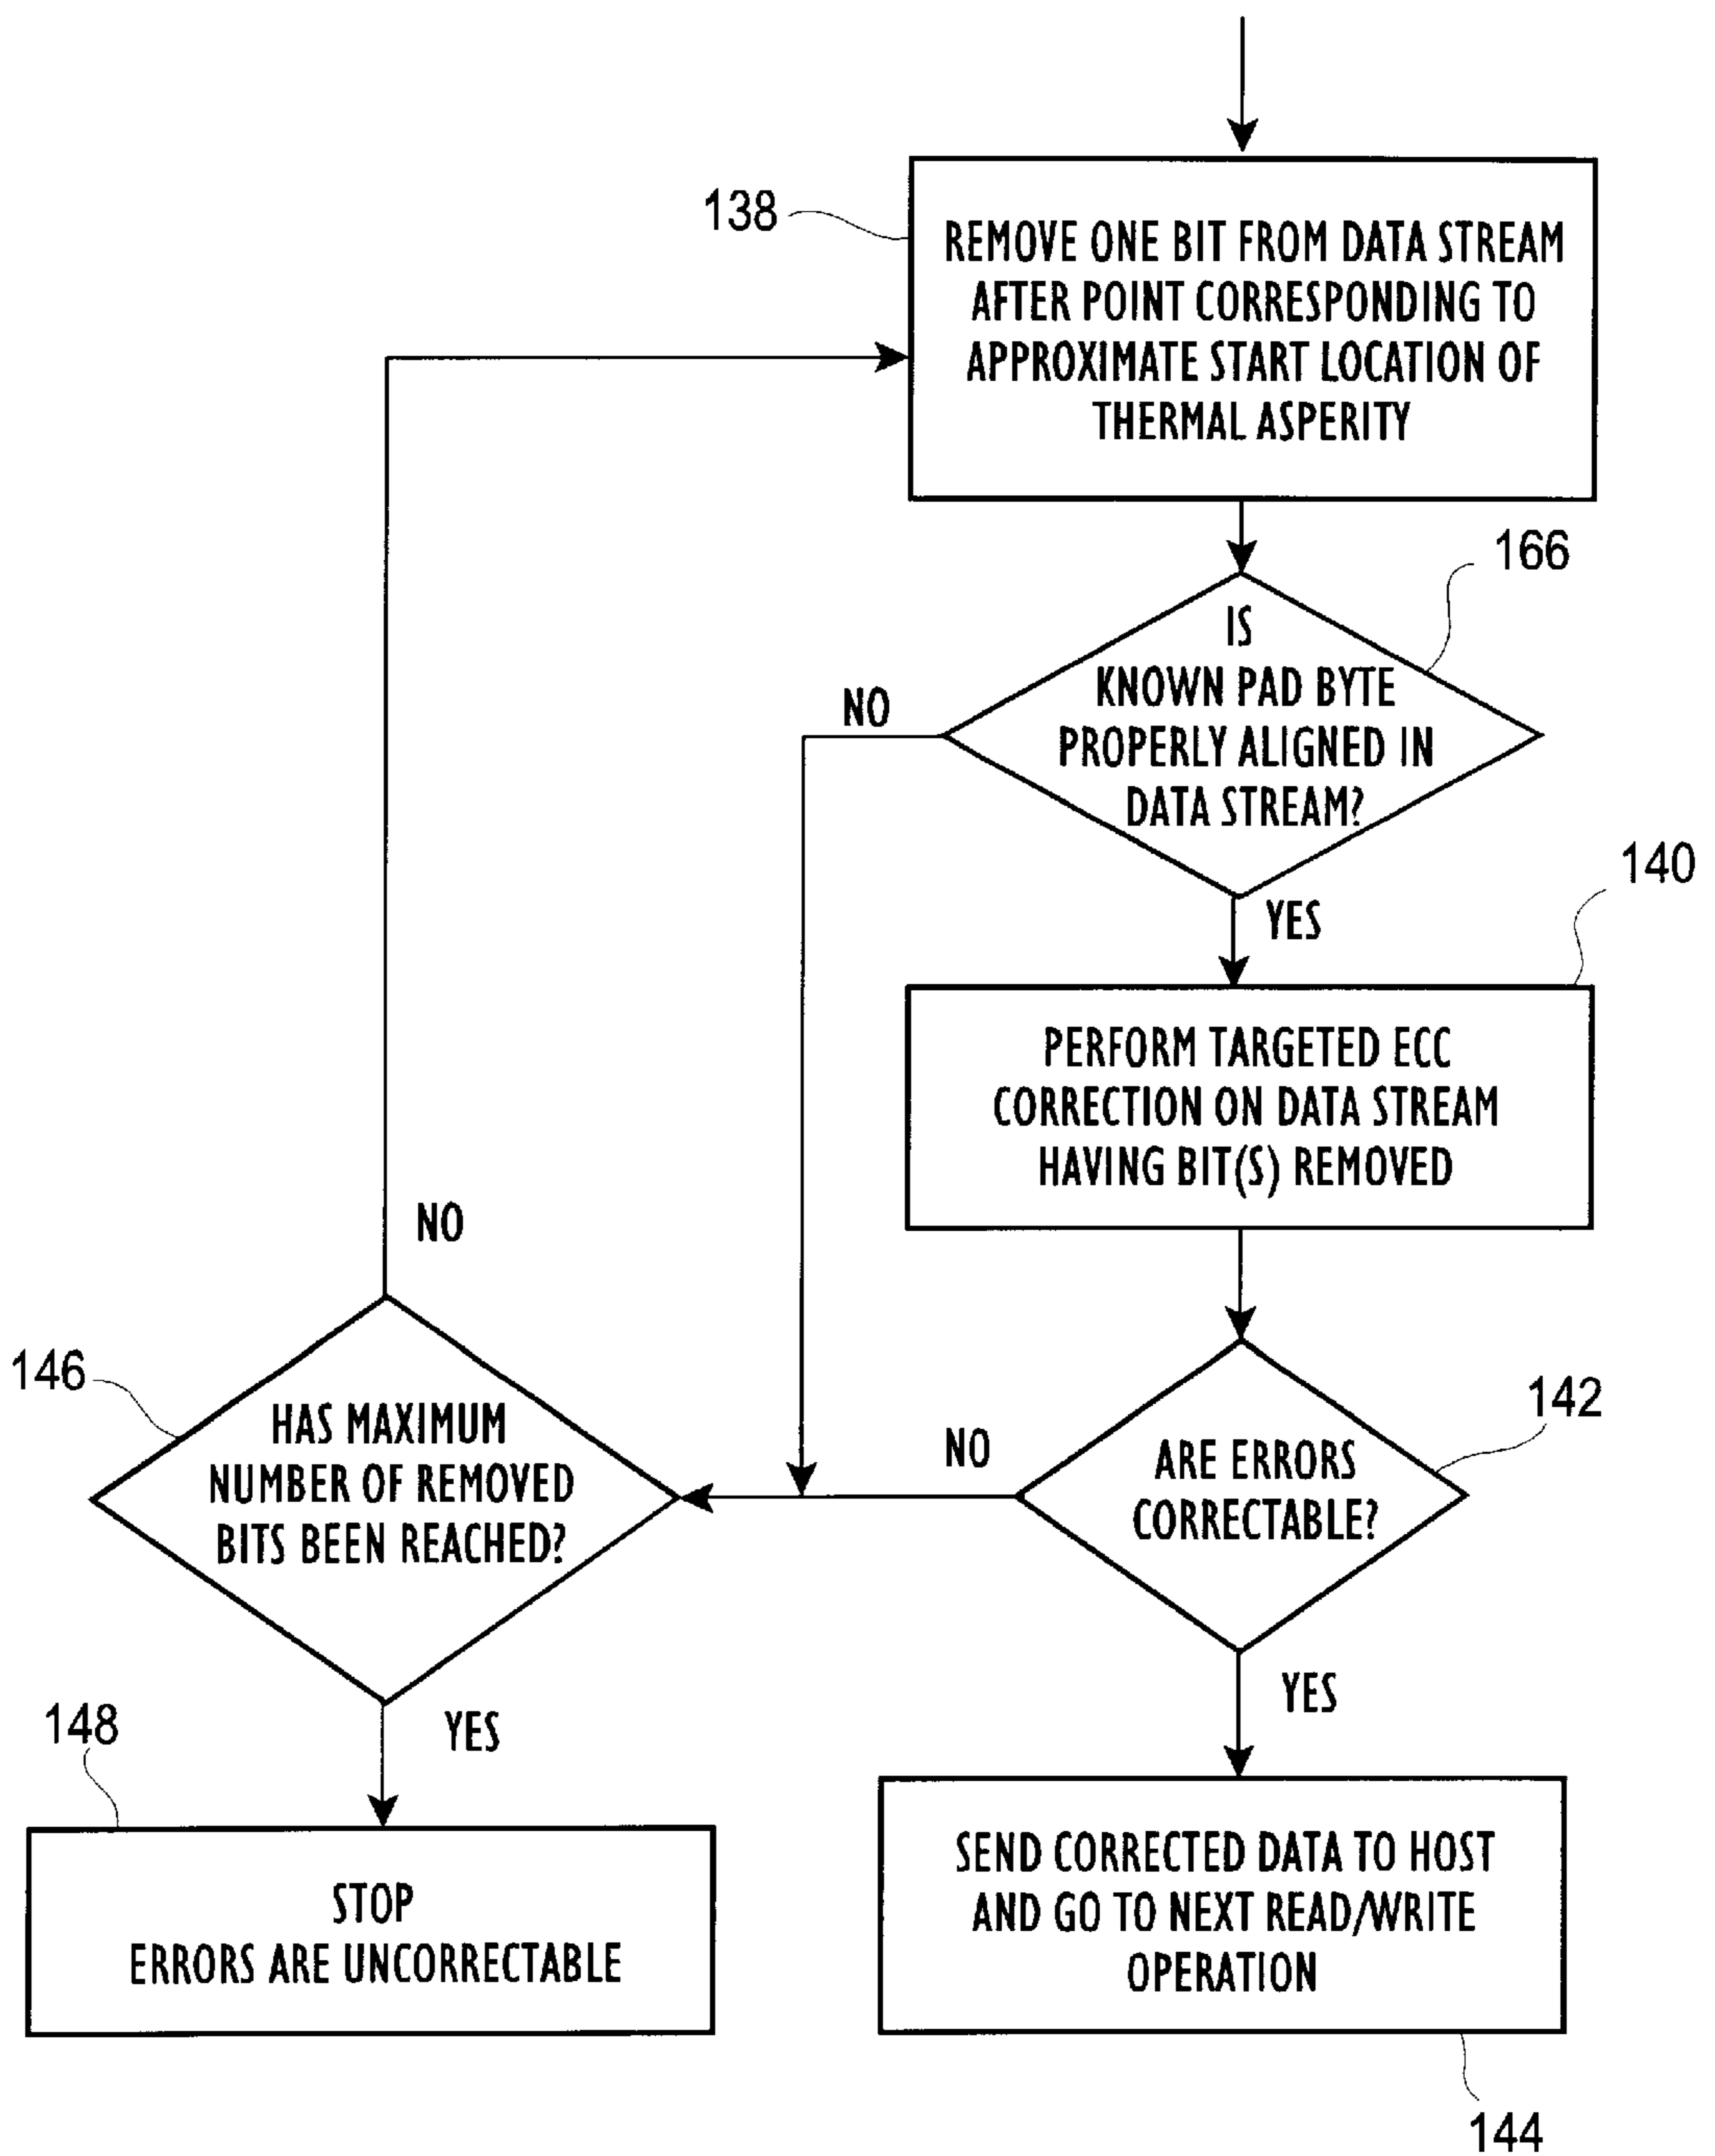 138
REMOVE ONE BIT FROM DATA STREAM
AFTER POINT CORRESPONDING TO
APPROXIMATE START LOCATION OF
THERMAL ASPERITY
166
IS
KNOWN PAD BYTE
PROPERLY ALIGNED IN
DATA STREAM?
NO
YES
140
PERFORM TARGETED ECC
CORRECTION ON DATA STREAM
HAVING BIT(S) REMOVED
142
ARE ERRORS
CORRECTABLE?
NO
YES
146
HAS MAXIMUM
NUMBER OF REMOVED
BITS BEEN REACHED?
NO
YES
148
STOP
ERRORS ARE UNCORRECTABLE
SEND CORRECTED DATA TO HOST
AND GO TO NEXT READ/WRITE
OPERATION
144